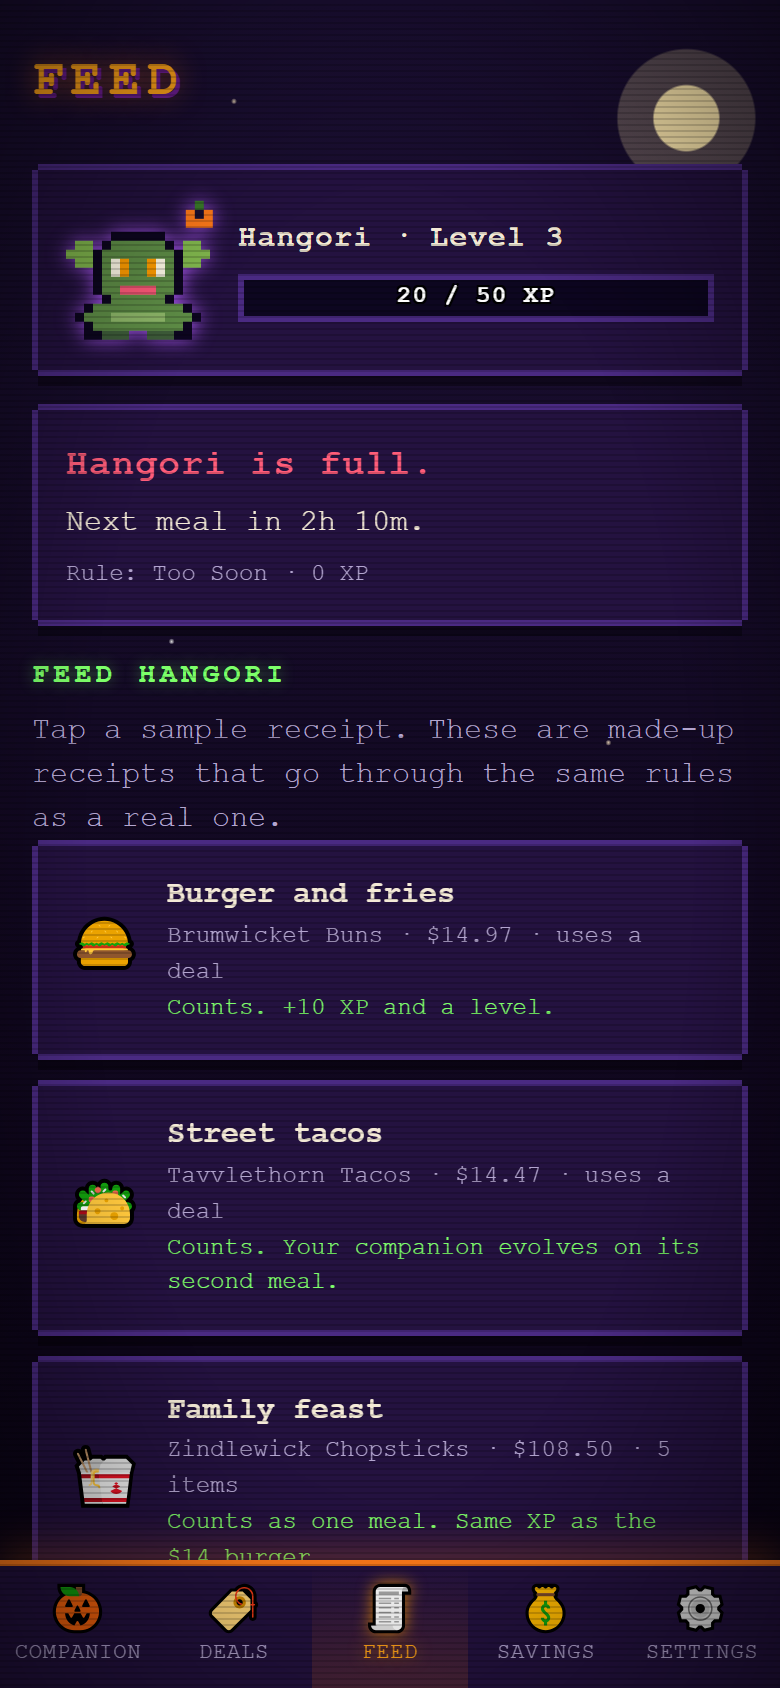 FEED
Hangori · Level 3
20 / 50 XP
Hangori is full.
Next meal in 2h 10m.
Rule: Too Soon · 0 XP
FEED HANGORI
Tap a sample receipt. These are made-up
receipts that go through the same rules
as a real one.
Burger and fries
Brumwicket Buns · $14.97 · uses a
deal
Counts. +10 XP and a level.
Street tacos
Tavvlethorn Tacos · $14.47 · uses a
deal
Counts. Your companion evolves on its
second meal.
Family feast
Zindlewick Chopsticks · $108.50 · 5
items
Counts as one meal. Same XP as the
$14 burger
COMPANION
DEALS
FEED
SAVINGS
SETTINGS